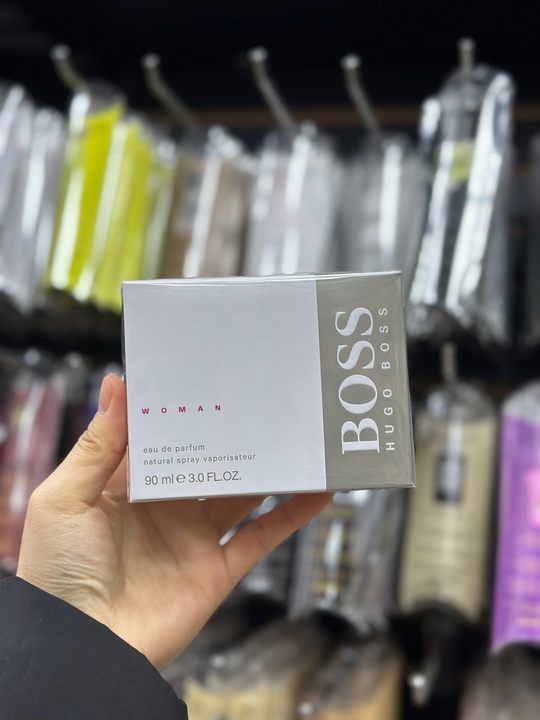 WOMAN
eau de parfum
natural spray vaporisateur
90 ml ℮ 3.0 FL.OZ.
BOSS
HUGO BOSS